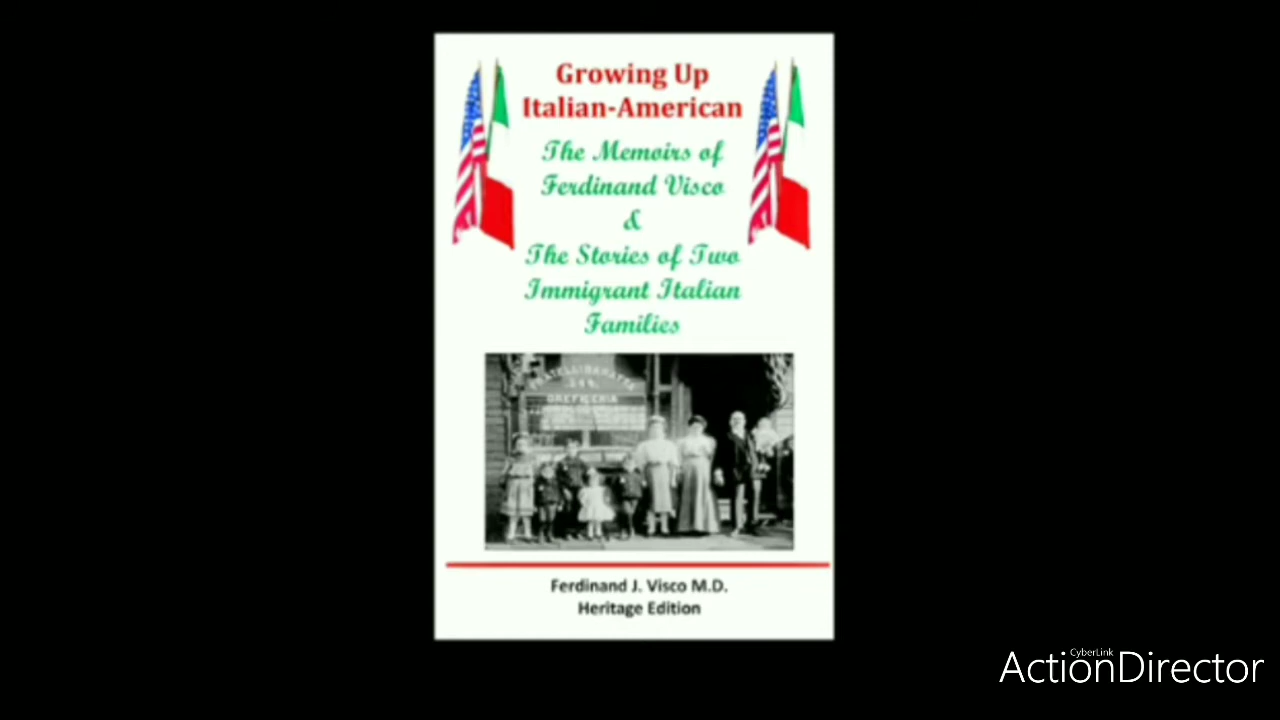 Growing Up
Italian-American
The Memoirs of
Ferdinand Visco
&
The Stories of Two
Immigrant Italian
Families
OREFICERIA
Ferdinand J. Visco M.D.
Heritage Edition
CyberLink
ActionDirector